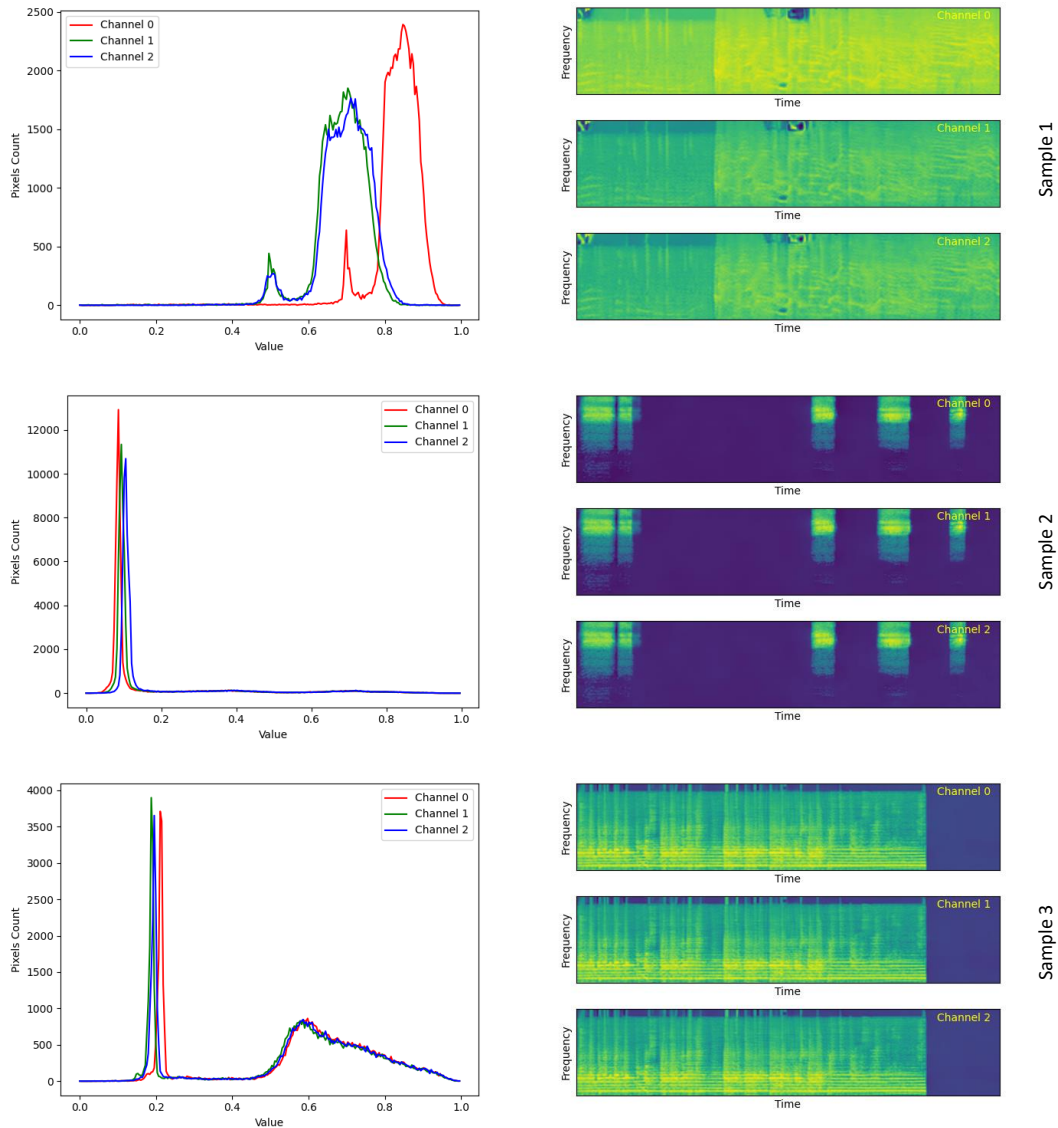 2500
2000
1500
1000
500
0
0.0 0.2 0.4 0.6 0.8 1.0
Value
Pixels Count
Channel 0
Channel 1
Channel 2
Frequency
Channel 0
Time
Frequency
Channel 1
Time
Frequency
Channel 2
Time
Sample 1
12000
10000
8000
6000
4000
2000
0
0.0 0.2 0.4 0.6 0.8 1.0
Value
Pixels Count
Channel 0
Channel 1
Channel 2
Frequency
Channel 0
Time
Frequency
Channel 1
Time
Frequency
Channel 2
Time
Sample 2
4000
3500
3000
2500
2000
1500
1000
500
0
0.0 0.2 0.4 0.6 0.8 1.0
Value
Pixels Count
Channel 0
Channel 1
Channel 2
Frequency
Channel 0
Time
Frequency
Channel 1
Time
Frequency
Channel 2
Time
Sample 3